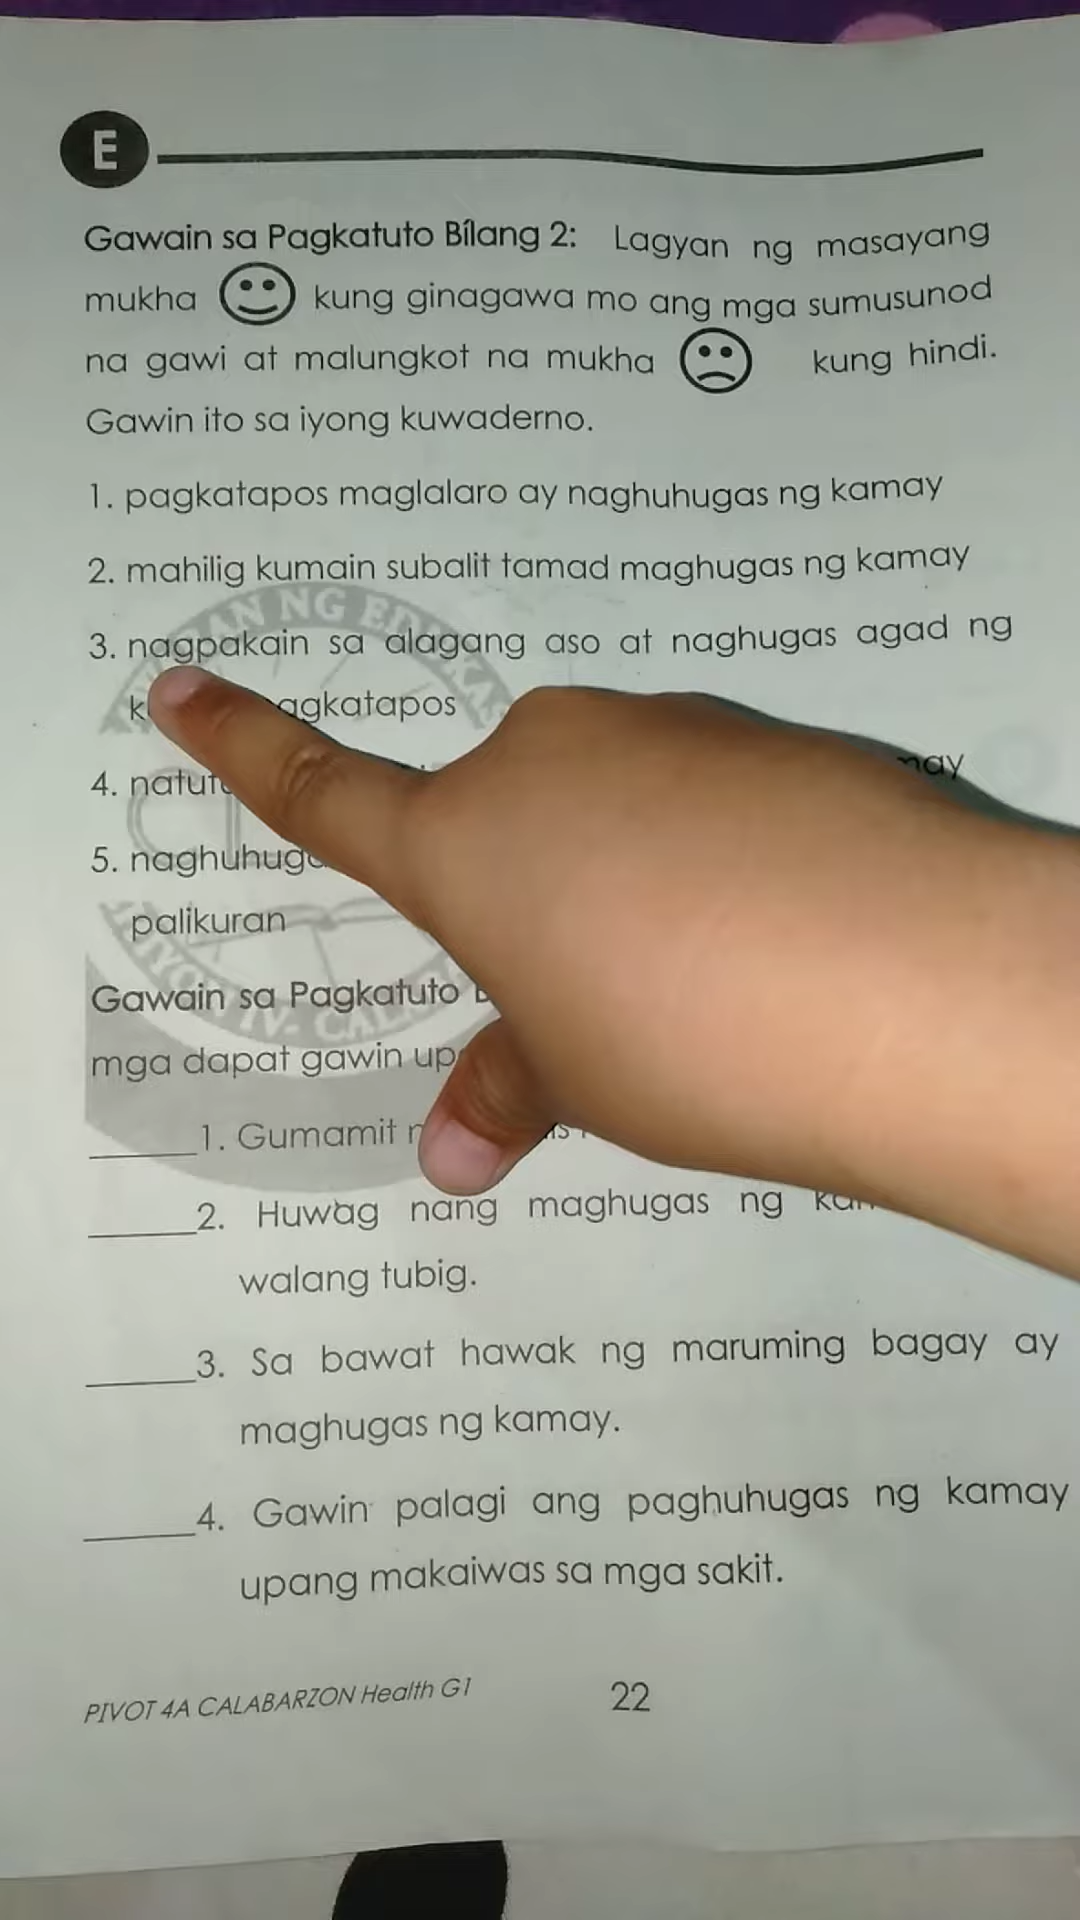 E
Gawain sa Pagkatuto Bilang 2: Lagyan ng masayang
mukha kung ginagawa mo ang mga sumusunod
na gawi at malungkot na mukha kung hindi.
Gawin ito sa iyong kuwaderno.
1. pagkatapos maglalaro ay naghuhugas ng kamay
2. mahilig kumain subalit tamad maghugas ng kamay
3. nagpakain sa alagang aso at naghugas agad ng
4.
5.
palikuran
Gawain sa Pagkatuto
mga dapat gawin
1. Gumamit
2. Huwag nang maghugas ng
walang tubig.
3. Sa bawat hawak ng maruming bagay ay
maghugas ng kamay.
4. Gawin palagi ang paghuhugas ng kamay
upang makaiwas sa mga sakit.
PIVOT 4A CALABARZON Health G1 22